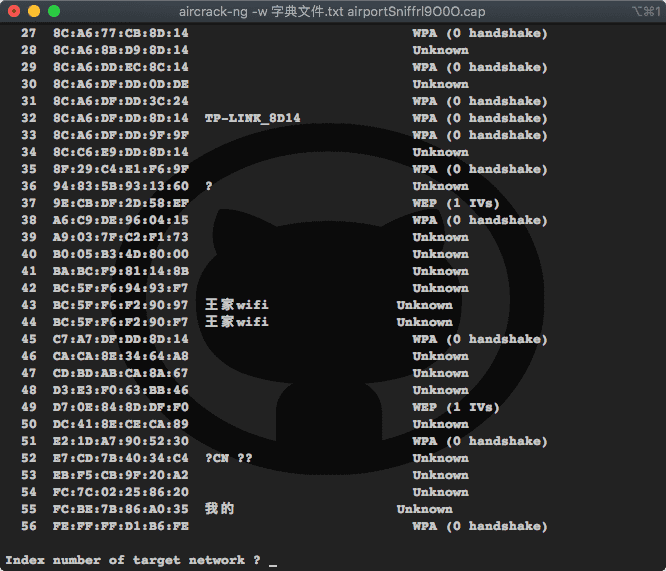 aircrack-ng -w 字典文件.txt airportSniffrl9O0O.cap ⌥⌘1
27 8C:A6:77:CB:8D:14 WPA (0 handshake)
28 8C:A6:8B:D9:8D:14 Unknown
29 8C:A6:DD:EC:8C:14 WPA (0 handshake)
30 8C:A6:DF:DD:0D:DE Unknown
31 8C:A6:DF:DD:3C:24 WPA (0 handshake)
32 8C:A6:DF:DD:8D:14 TP-LINK_8D14 WPA (0 handshake)
33 8C:A6:DF:DD:9F:9F WPA (0 handshake)
34 8C:C6:E9:DD:8D:14 Unknown
35 8F:29:C4:E1:F6:9F WPA (0 handshake)
36 94:83:5B:93:13:60 ? Unknown
37 9E:CB:DF:2D:58:EF WEP (1 IVs)
38 A6:C9:DE:96:04:15 WPA (0 handshake)
39 A9:03:7F:C2:F1:73 Unknown
40 B0:05:B3:4D:80:00 Unknown
41 BA:BC:F9:81:14:8B Unknown
42 BC:5F:F6:94:93:F7 Unknown
43 BC:5F:F6:F2:90:97 王家wifi Unknown
44 BC:5F:F6:F2:90:F7 王家wifi Unknown
45 C7:A7:DF:DD:8D:14 WPA (0 handshake)
46 CA:CA:8E:34:64:A8 Unknown
47 CD:BD:AB:CA:8A:67 Unknown
48 D3:E3:F0:63:BB:46 Unknown
49 D7:0E:84:8D:DF:F0 WEP (1 IVs)
50 DC:41:8E:CE:CA:89 Unknown
51 E2:1D:A7:90:52:30 WPA (0 handshake)
52 E7:CD:7B:40:34:C4 ?CN ?? Unknown
53 EB:F5:CB:9F:20:A2 Unknown
54 FC:7C:02:25:86:20 Unknown
55 FC:BE:7B:86:A0:35 我的 Unknown
56 FE:FF:FF:D1:B6:FE WPA (0 handshake)
Index number of target network ? _